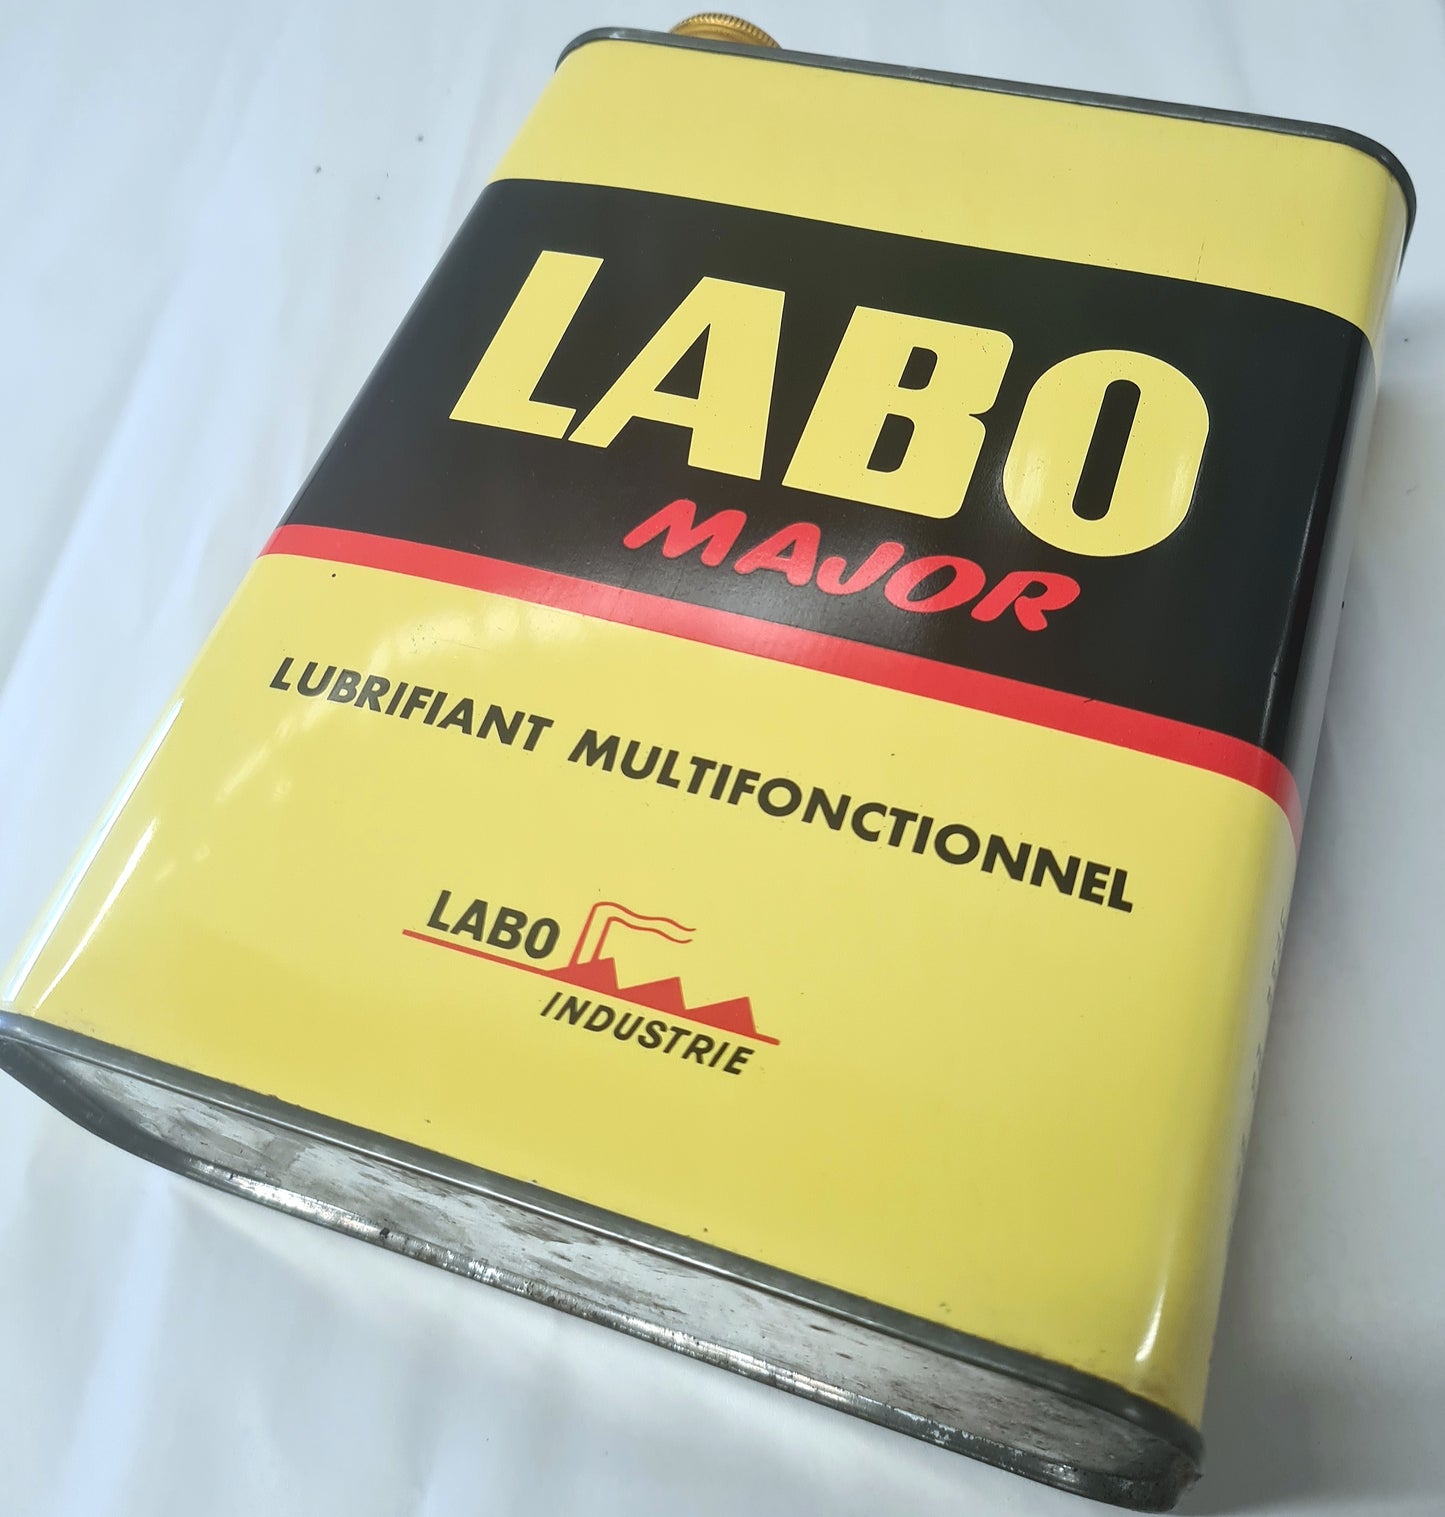 LABO
MAJOR
LUBRIFIANT MULTIFONCTIONNEL
LABO
INDUSTRIE